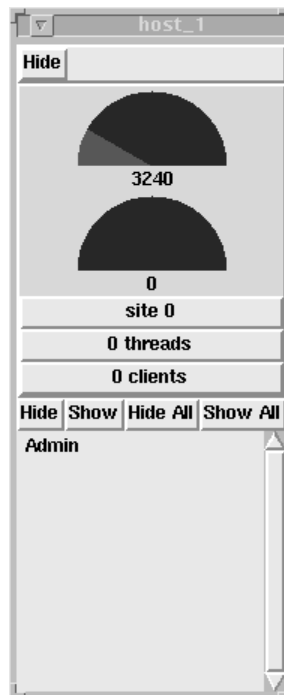 host_1
Hide
3240
0
site 0
0 threads
0 clients
Hide Show Hide All Show All
Admin